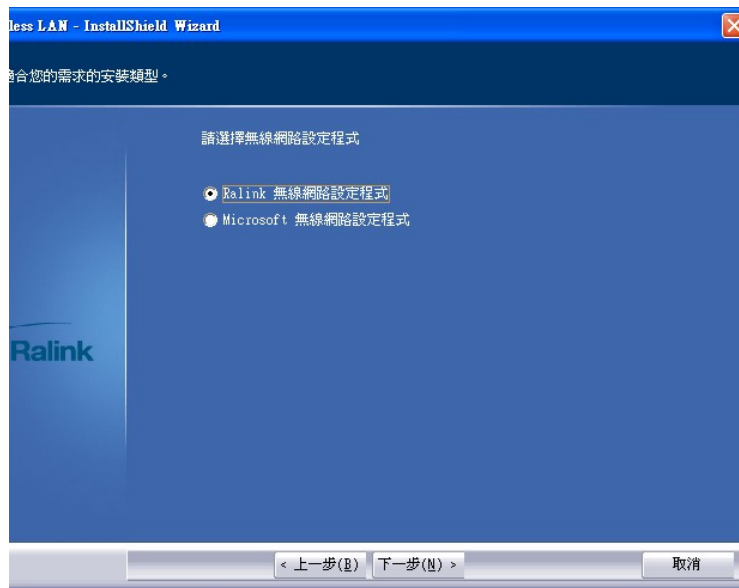 less LAN - InstallShield Wizard
合您的需求的安裝類型。
請選擇無線網路設定程式
Ralink 無線網路設定程式
Microsoft 無線網路設定程式
Ralink
< 上一步(B)
下一步(N) >
取消